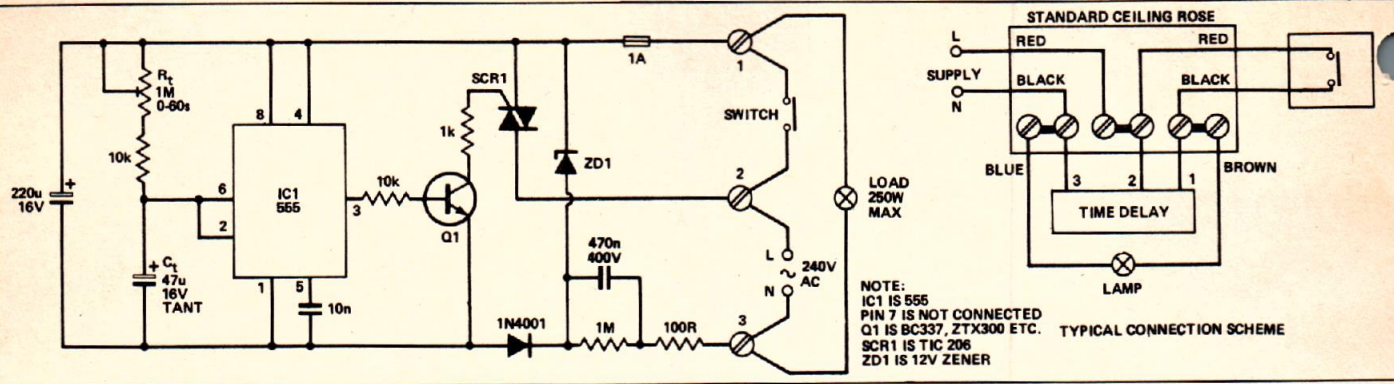 STANDARD CEILING ROSE
L
RED
RED
SUPPLY
BLACK
BLACK
N
BLUE
BROWN
3
2
1
TIME DELAY
LAMP
TYPICAL CONNECTION SCHEME
Rt
1M
0-60s
10k
220u
16V
+
+ Ct
47u
16V
TANT
8
4
6
2
IC1
555
3
1
5
10n
10k
Q1
1k
SCR1
ZD1
1A
1
SWITCH
2
LOAD
250W
MAX
L
N
~
240V
AC
470n
400V
1N4001
1M
100R
3
NOTE:
IC1 IS 555
PIN 7 IS NOT CONNECTED
Q1 IS BC337, ZTX300 ETC.
SCR1 IS TIC 206
ZD1 IS 12V ZENER